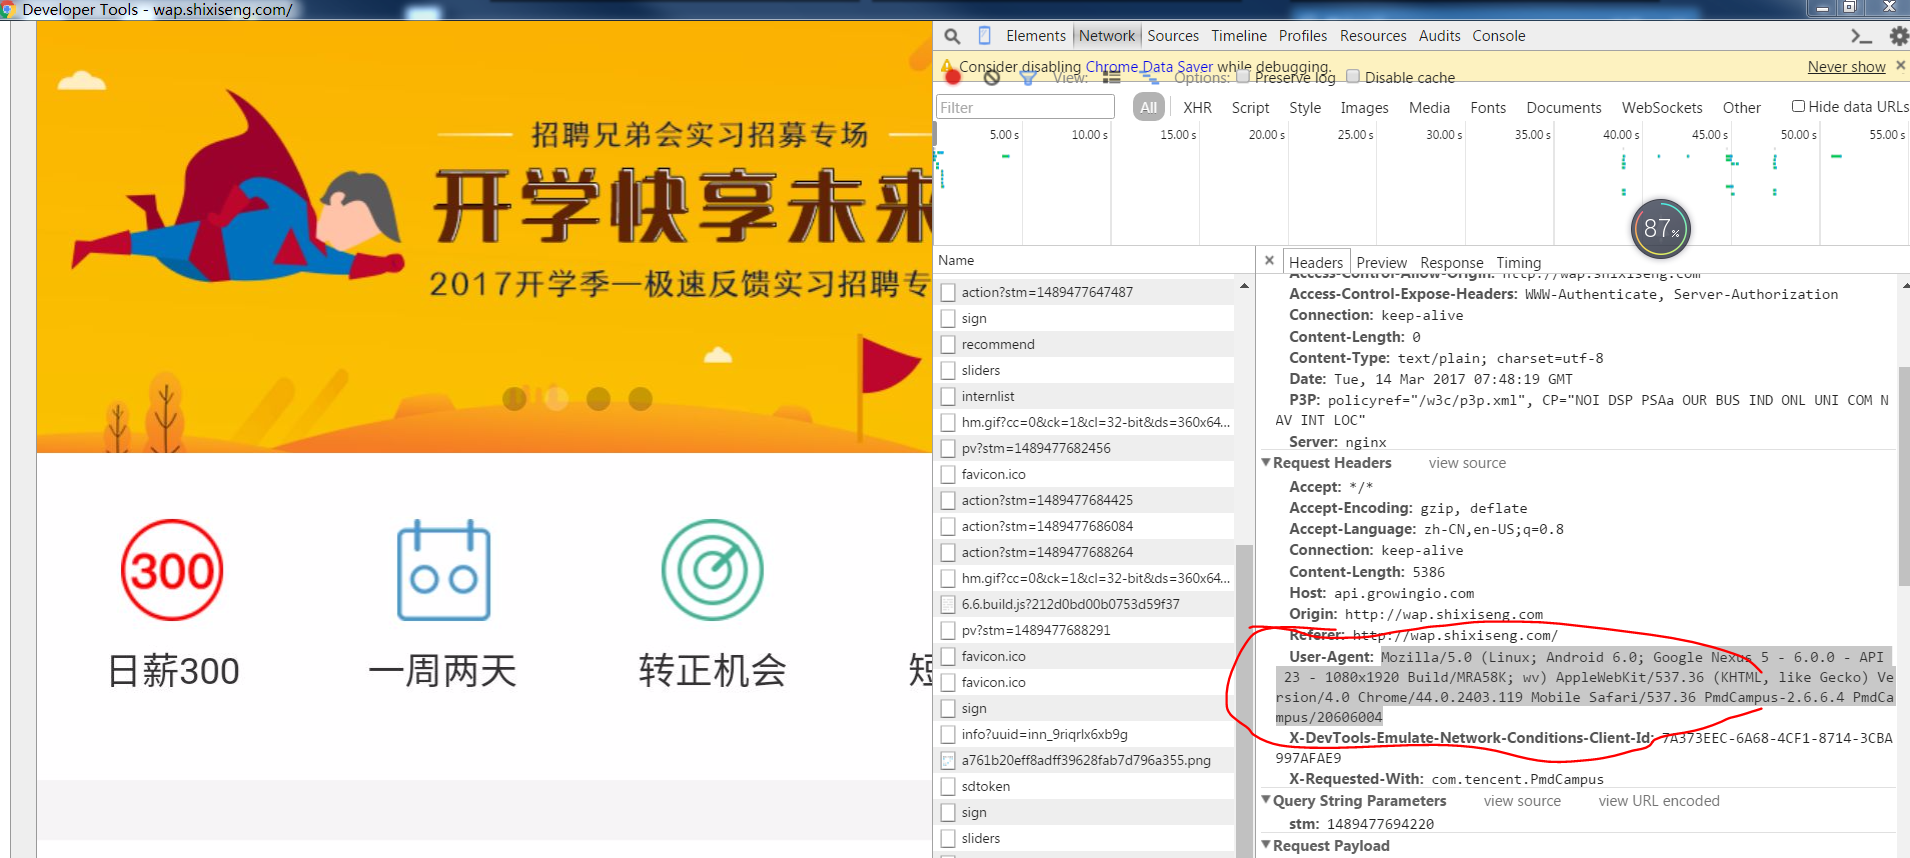 Developer Tools - wap.shixiseng.com/
招聘兄弟会实习招募专场
开学快享未来
2017开学季—极速反馈实习招聘专
300
日薪300
一周两天
转正机会
短
Elements Network Sources Timeline Profiles Resources Audits Console
Consider disabling Chrome Data Saver while debugging. Never show
View: Options: Preserve log Disable cache
Filter All XHR Script Style Images Media Fonts Documents WebSockets Other Hide data URLs
5.00 s 10.00 s 15.00 s 20.00 s 25.00 s 30.00 s 35.00 s 40.00 s 45.00 s 50.00 s 55.00 s
87%
Name
action?stm=1489477647487
sign
recommend
sliders
internlist
hm.gif?cc=0&ck=1&cl=32-bit&ds=360x64...
pv?stm=1489477682456
favicon.ico
action?stm=1489477684425
action?stm=1489477686084
action?stm=1489477688264
hm.gif?cc=0&ck=1&cl=32-bit&ds=360x64...
6.6.build.js?212d0bd00b0753d59f37
pv?stm=1489477688291
favicon.ico
favicon.ico
sign
info?uuid=inn_9riqrlx6xb9g
a761b20eff8adff39628fab7d796a355.png
sdtoken
sign
sliders
Headers Preview Response Timing
Access-Control-Allow-Origin: http://wap.shixiseng.com
Access-Control-Expose-Headers: WWW-Authenticate, Server-Authorization
Connection: keep-alive
Content-Length: 0
Content-Type: text/plain; charset=utf-8
Date: Tue, 14 Mar 2017 07:48:19 GMT
P3P: policyref="/w3c/p3p.xml", CP="NOI DSP PSAa OUR BUS IND ONL UNI COM N
AV INT LOC"
Server: nginx
Request Headers view source
Accept: */*
Accept-Encoding: gzip, deflate
Accept-Language: zh-CN,en-US;q=0.8
Connection: keep-alive
Content-Length: 5386
Host: api.growingio.com
Origin: http://wap.shixiseng.com
Referer: http://wap.shixiseng.com/
User-Agent: Mozilla/5.0 (Linux; Android 6.0; Google Nexus 5 - 6.0.0 - API
23 - 1080x1920 Build/MRA58K; wv) AppleWebKit/537.36 (KHTML, like Gecko) Ve
rsion/4.0 Chrome/44.0.2403.119 Mobile Safari/537.36 PmdCampus-2.6.6.4 PmdCa
mpus/20606004
X-DevTools-Emulate-Network-Conditions-Client-Id: 7A373EEC-6A68-4CF1-8714-3CBA
997AFAE9
X-Requested-With: com.tencent.PmdCampus
Query String Parameters view source view URL encoded
stm: 1489477694220
Request Payload